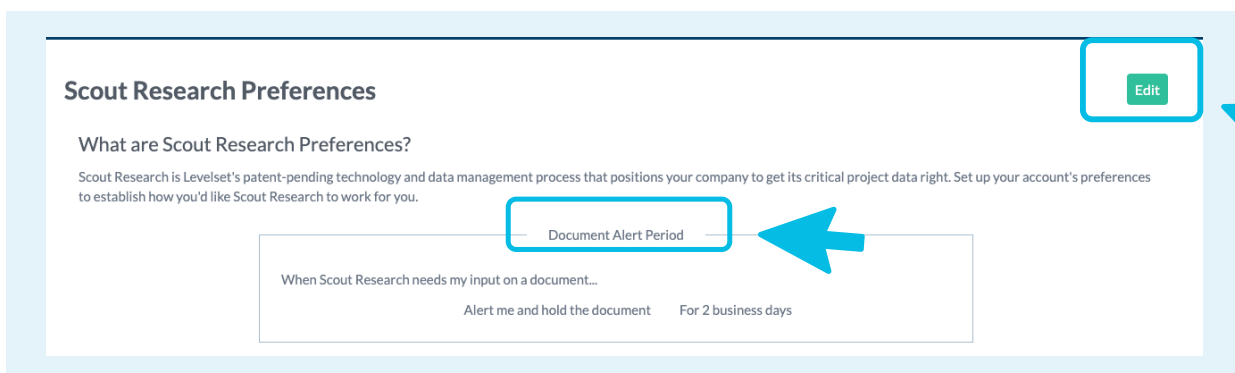 Scout Research Preferences
Edit
What are Scout Research Preferences?
Scout Research is Levelset's patent-pending technology and data management process that positions your company to get its critical project data right. Set up your account's preferences
to establish how you'd like Scout Research to work for you.
Document Alert Period
When Scout Research needs my input on a document...
Alert me and hold the document For 2 business days